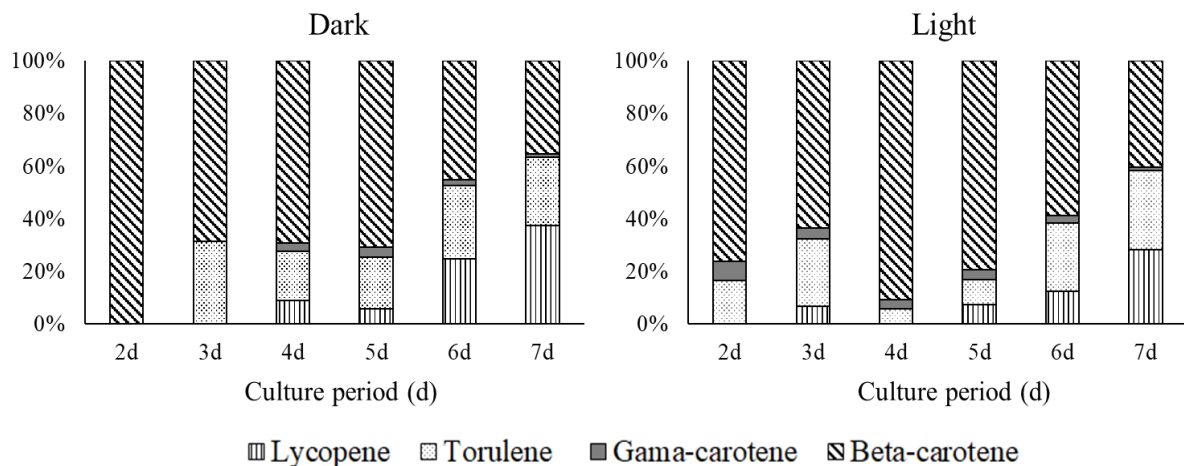 Dark
100%
80%
60%
40%
20%
0%
2d 3d 4d 5d 6d 7d
Culture period (d)
Light
100%
80%
60%
40%
20%
0%
2d 3d 4d 5d 6d 7d
Culture period (d)
Lycopene Torulene Gama-carotene Beta-carotene